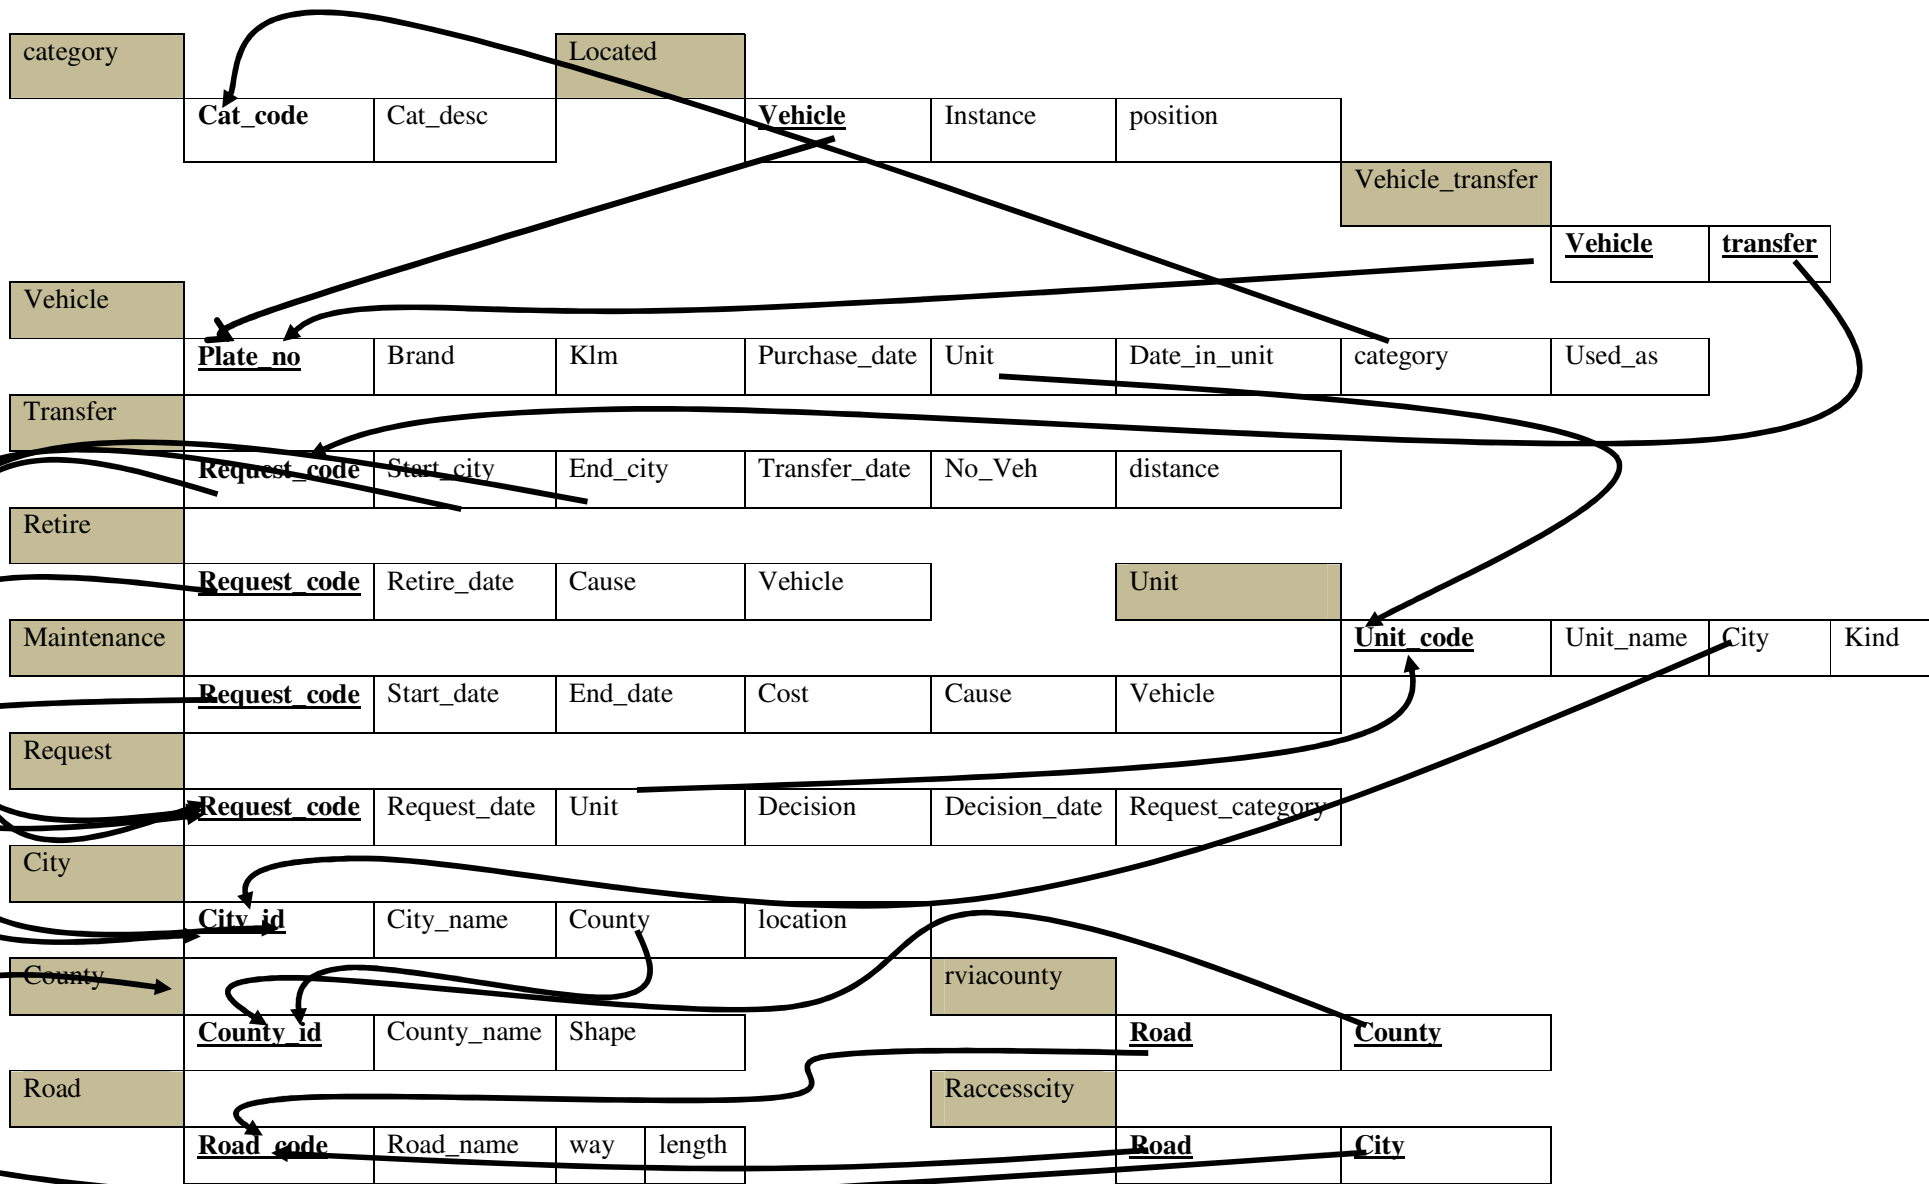 category Located
Cat_code Cat_desc Vehicle Instance position
Vehicle_transfer
Vehicle transfer
Vehicle
Plate_no Brand Klm Purchase_date Unit Date_in_unit category Used_as
Transfer
Request_code Start_city End_city Transfer_date No_Veh distance
Retire
Request_code Retire_date Cause Vehicle Unit
Maintenance Unit_code Unit_name City Kind
Request_code Start_date End_date Cost Cause Vehicle
Request
Request_code Request_date Unit Decision Decision_date Request_category
City
City_id City_name County location
County rviacounty
County_id County_name Shape Road County
Road Raccesscity
Road_code Road_name way length Road City